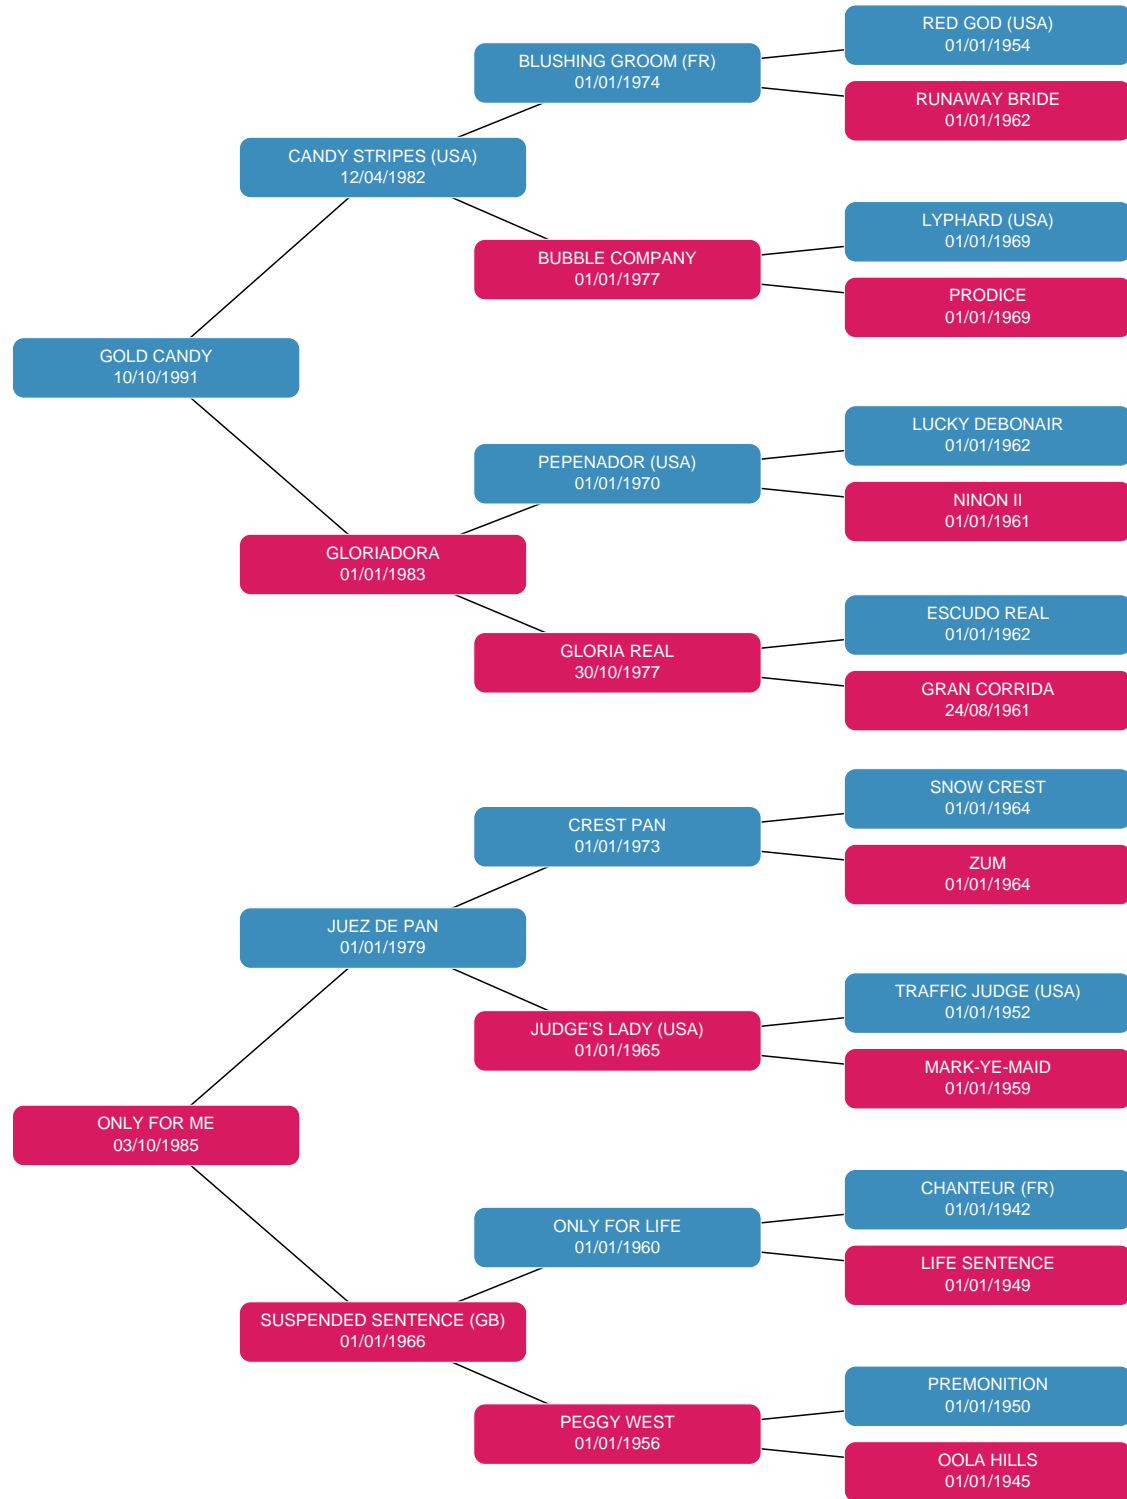 RED GOD (USA)
01/01/1954
BLUSHING GROOM (FR)
01/01/1974
RUNAWAY BRIDE
01/01/1962
CANDY STRIPES (USA)
12/04/1982
LYPHARD (USA)
01/01/1969
BUBBLE COMPANY
01/01/1977
PRODICE
01/01/1969
GOLD CANDY
10/10/1991
LUCKY DEBONAIR
01/01/1962
PEPENADOR (USA)
01/01/1970
NINON II
01/01/1961
GLORIADORA
01/01/1983
ESCUDO REAL
01/01/1962
GLORIA REAL
30/10/1977
GRAN CORRIDA
24/08/1961
SNOW CREST
01/01/1964
CREST PAN
01/01/1973
ZUM
01/01/1964
JUEZ DE PAN
01/01/1979
TRAFFIC JUDGE (USA)
01/01/1952
JUDGE'S LADY (USA)
01/01/1965
MARK-YE-MAID
01/01/1959
ONLY FOR ME
03/10/1985
CHANTEUR (FR)
01/01/1942
ONLY FOR LIFE
01/01/1960
LIFE SENTENCE
01/01/1949
SUSPENDED SENTENCE (GB)
01/01/1966
PREMONITION
01/01/1950
PEGGY WEST
01/01/1956
OOLA HILLS
01/01/1945